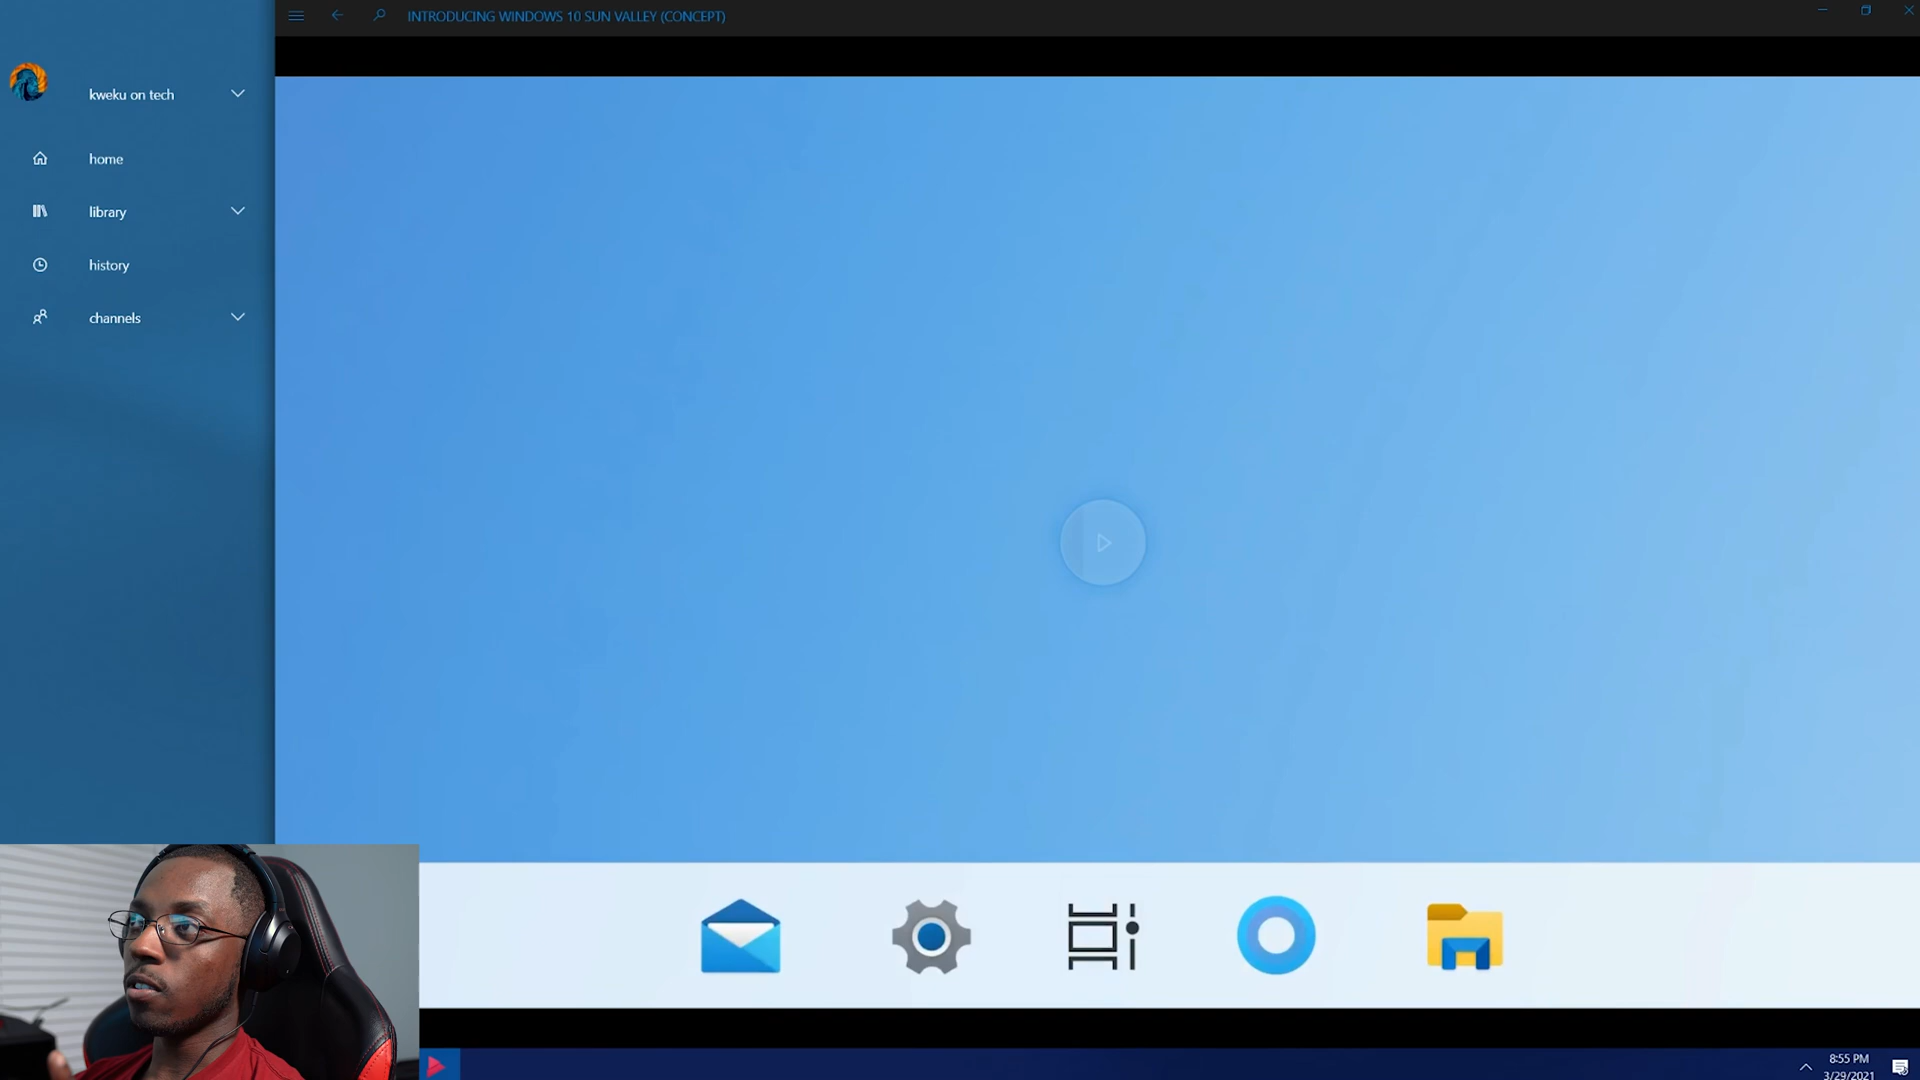 INTRODUCING WINDOWS 10 SUN VALLEY (CONCEPT)
kweku on tech
home
library
history
channels
8:55 PM
3/29/2021